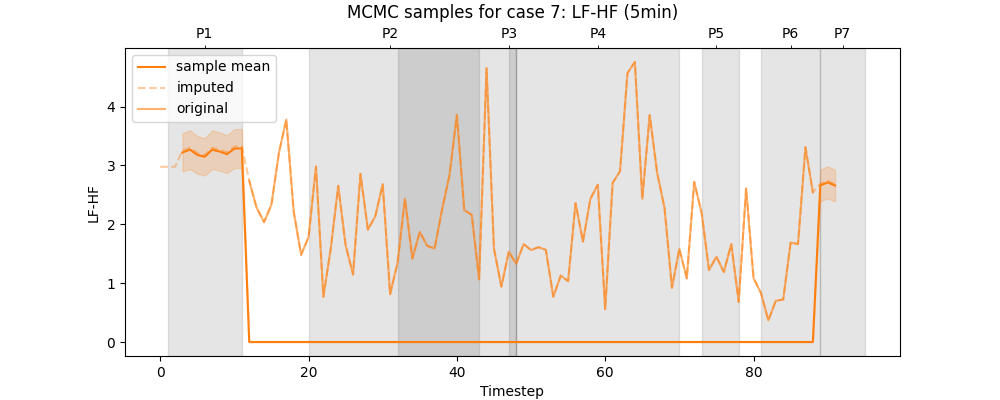 MCMC samples for case 7: LF-HF (5min)
P1 P2 P3 P4 P5 P6 P7
sample mean
imputed
original
4
3
2
1
0
LF-HF
0 20 40 60 80
Timestep